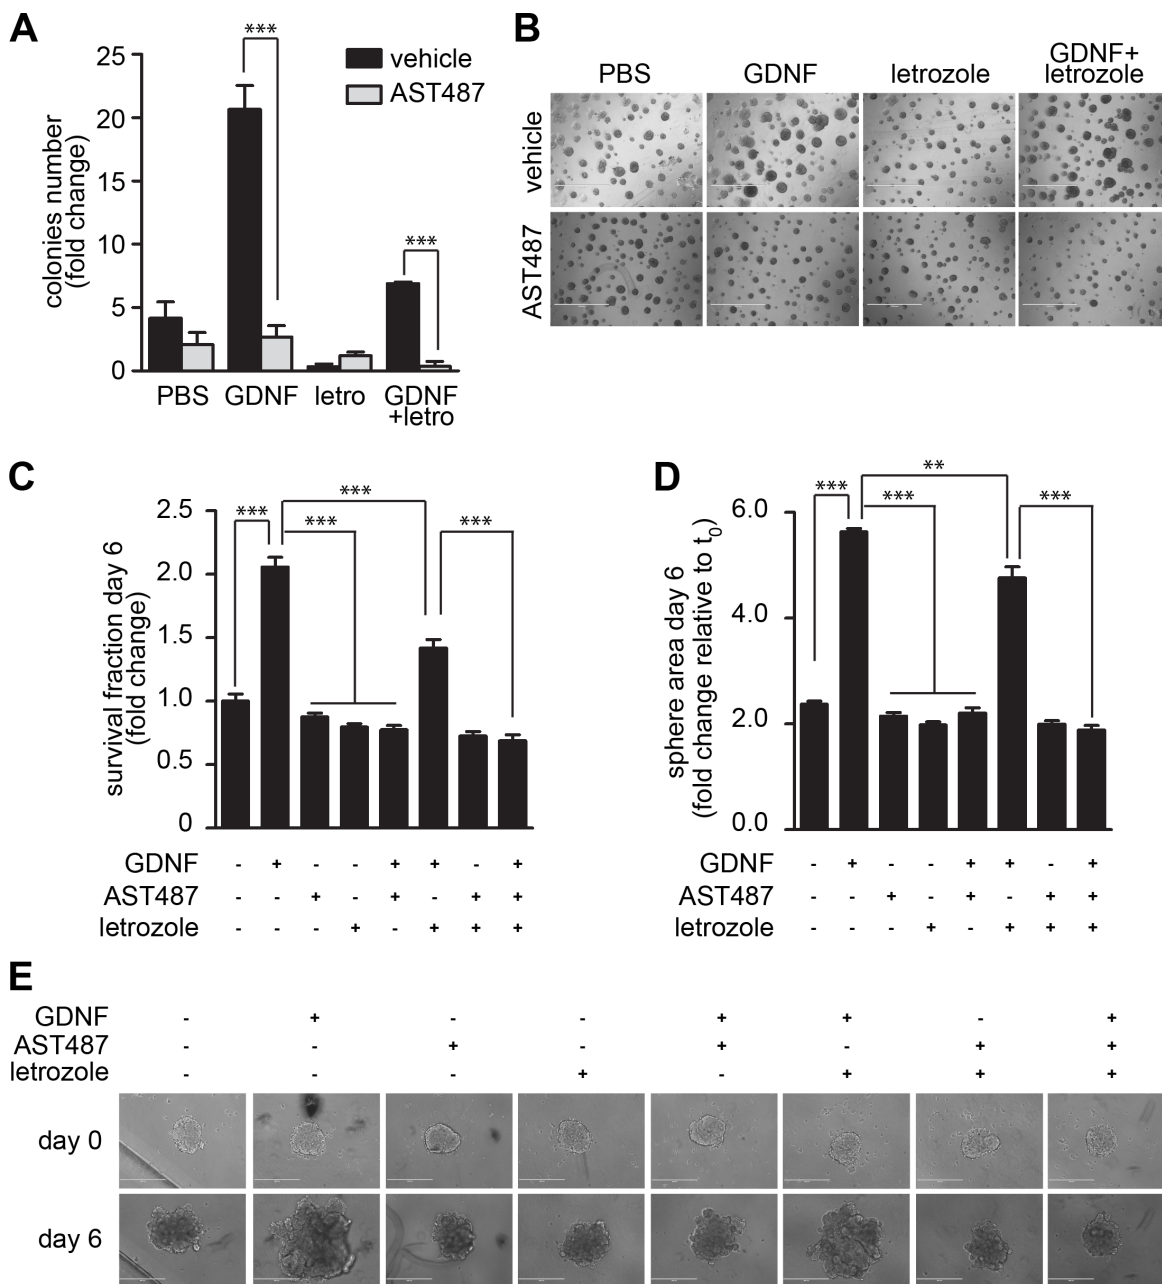 A
***
25
20
15
10
5
0
colonies number
(fold change)
vehicle
AST487
***
PBS
GDNF
letro
GDNF
+letro
B
PBS
GDNF
letrozole
GDNF+
letrozole
vehicle
AST487
C
***
***
***
***
2.5
2.0
1.5
1.0
0.5
0
survival fraction day 6
(fold change)
GDNF - + - - + + - +
AST487 - - + - + - + +
letrozole - - - + - + + +
D
**
***
***
***
6.0
4.0
2.0
0.0
sphere area day 6
(fold change relative to t0)
GDNF - + - - + + - +
AST487 - - + - + - + +
letrozole - - - + - + + +
E
GDNF - + - - + + - +
AST487 - - + - + - + +
letrozole - - - + - + + +
day 0
day 6